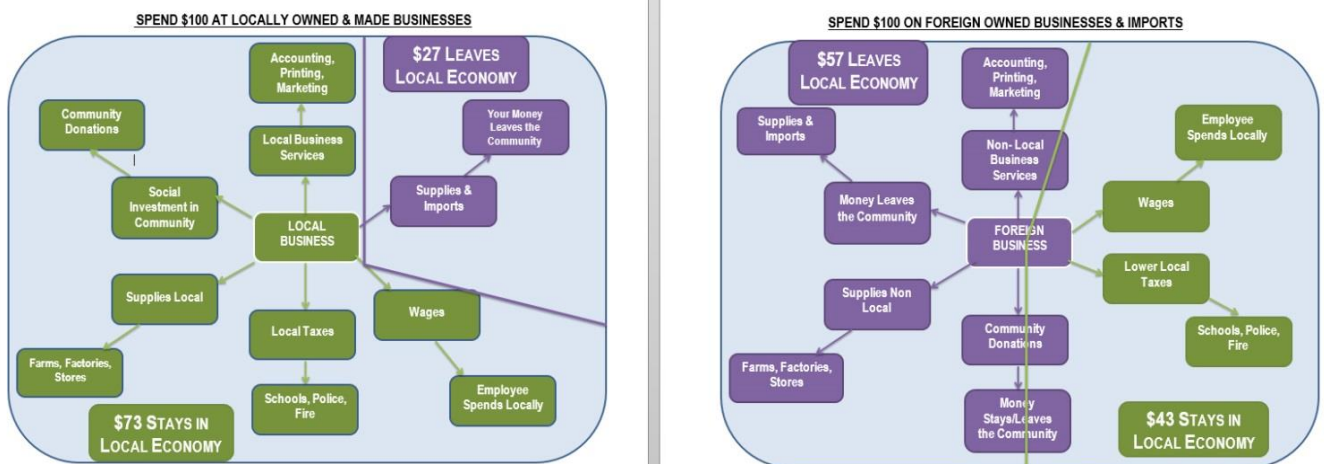 SPEND $100 AT LOCALLY OWNED & MADE BUSINESSES
$27 LEAVES
LOCAL ECONOMY
Accounting,
Printing,
Marketing
Community
Donations
Your Money
Leaves the
Community
Local Business
Services
Social
Investment in
Community
Supplies &
Imports
LOCAL
BUSINESS
Supplies Local
Local Taxes
Wages
Farms, Factories,
Stores
Schools, Police,
Fire
Employee
Spends Locally
$73 STAYS IN
LOCAL ECONOMY
SPEND $100 ON FOREIGN OWNED BUSINESSES & IMPORTS
$57 LEAVES
LOCAL ECONOMY
Accounting,
Printing,
Marketing
Supplies &
Imports
Employee
Spends Locally
Non- Local
Business
Services
Money Leaves
the Community
Wages
FOREIGN
BUSINESS
Lower Local
Taxes
Supplies Non
Local
Community
Donations
Schools, Police,
Fire
Farms, Factories,
Stores
Money
Stays/Leaves
the Community
$43 STAYS IN
LOCAL ECONOMY